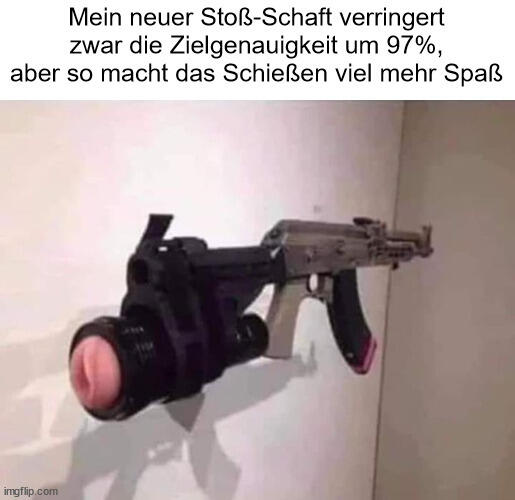 Mein neuer Stoß-Schaft verringert
zwar die Zielgenauigkeit um 97%,
aber so macht das Schießen viel mehr Spaß
imgflip.com